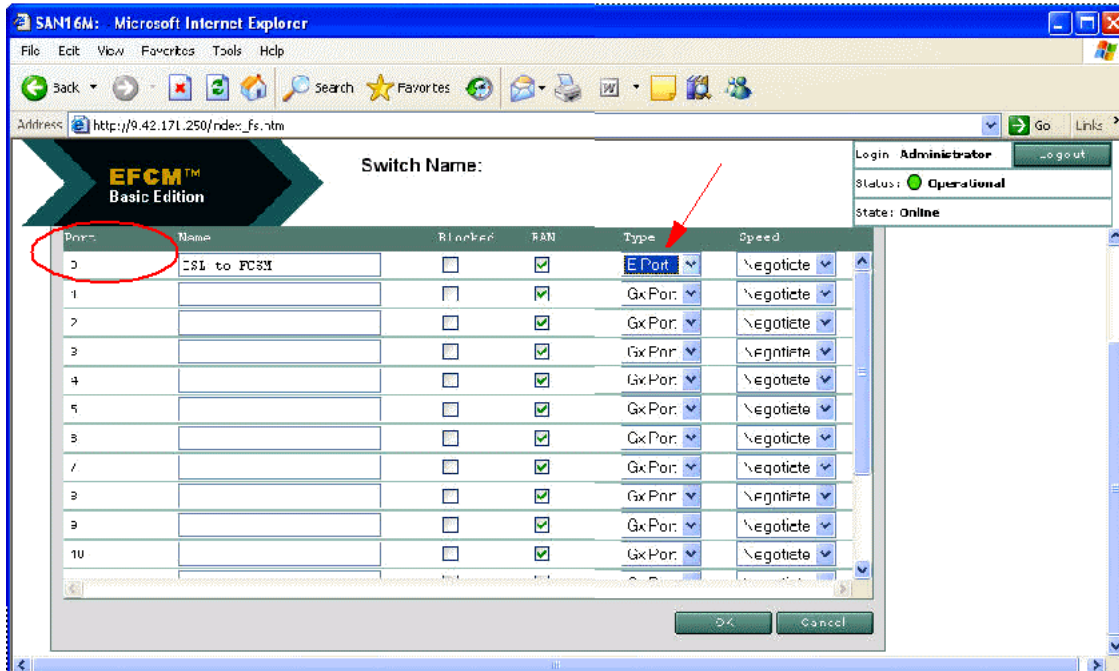 SAN16M: - Microsoft Internet Explorer
File Edit View Favorites Tools Help
Back Search Favorites
Address http://9.42.171.250/index_fs.htm Go Links
EFCM™
Basic Edition
Switch Name:
Login Administrator Logout
Status: Operational
State: Online
Port Name Blocked RAN Type Speed
0 ISL to FCSM E Port Negotiate
1 Gx Port Negotiate
2 Gx Port Negotiate
3 Gx Port Negotiate
4 Gx Port Negotiate
5 Gx Port Negotiate
6 Gx Port Negotiate
7 Gx Port Negotiate
8 Gx Port Negotiate
9 Gx Port Negotiate
10 Gx Port Negotiate
OK Cancel